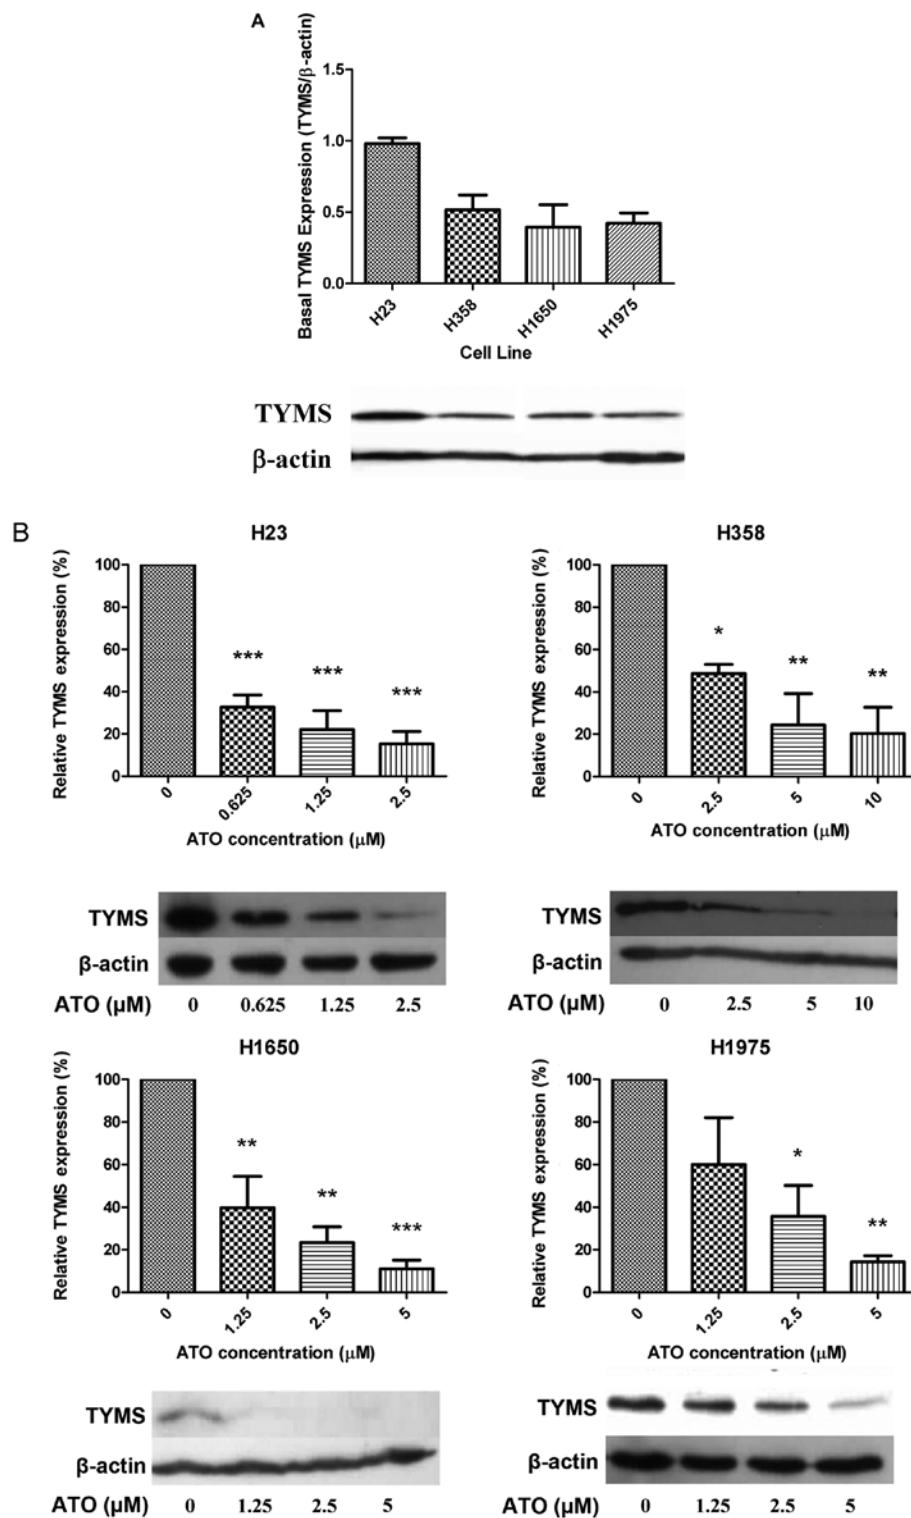 A
Basal TYMS Expression (TYMS/β-actin)
1.5
1.0
0.5
0.0
H23 H358 H1650 H1975
Cell Line
TYMS
β-actin
B
H23
Relative TYMS expression (%)
100
80
60
40
20
0
*** *** ***
0 0.625 1.25 2.5
ATO concentration (μM)
TYMS
β-actin
ATO (μM) 0 0.625 1.25 2.5
H358
Relative TYMS expression (%)
100
80
60
40
20
0
* ** **
0 2.5 5 10
ATO concentration (μM)
TYMS
β-actin
ATO (μM) 0 2.5 5 10
H1650
Relative TYMS expression (%)
100
80
60
40
20
0
** ** ***
0 1.25 2.5 5
ATO concentration (μM)
TYMS
β-actin
ATO (μM) 0 1.25 2.5 5
H1975
Relative TYMS expression (%)
100
80
60
40
20
0
* **
0 1.25 2.5 5
ATO concentration (μM)
TYMS
β-actin
ATO (μM) 0 1.25 2.5 5